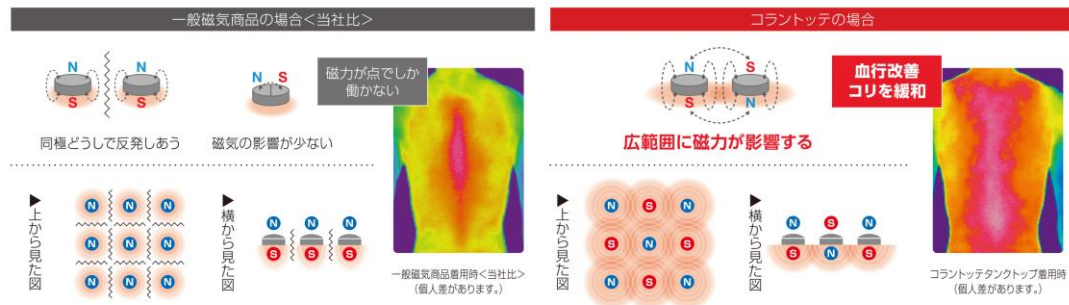 一般磁気商品の場合<当社比>
N
N
S
S
N
S
磁力が点でしか
働かない
同極どうしで反発しあう
磁気の影響が少ない
▶上から見た図
N N N
N N N
N N N
▶横から見た図
N N N
S S S
一般磁気商品着用時<当社比>
(個人差があります。)
コラントッテの場合
N
S
S
N
血行改善
コリを緩和
広範囲に磁力が影響する
▶上から見た図
N S N
S N S
N S N
▶横から見た図
N S N
S N S
コラントッテタンクトップ着用時
(個人差があります。)